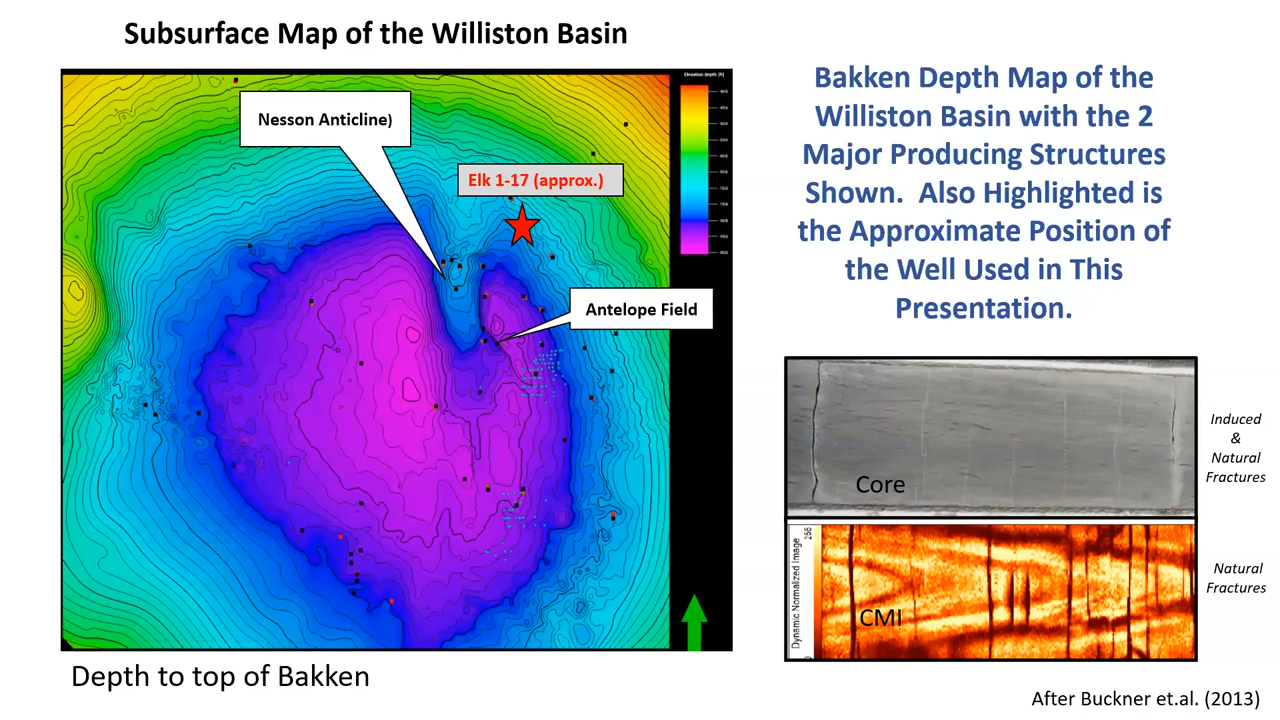 Subsurface Map of the Williston Basin
Nesson Anticline)
Elk 1-17 (approx.)
Antelope Field
Depth to top of Bakken
Bakken Depth Map of the
Williston Basin with the 2
Major Producing Structures
Shown. Also Highlighted is
the Approximate Position of
the Well Used in This
Presentation.
Core
Induced
&
Natural
Fractures
Dynamic Normalized Image
256
0
CMI
Natural
Fractures
After Buckner et.al. (2013)